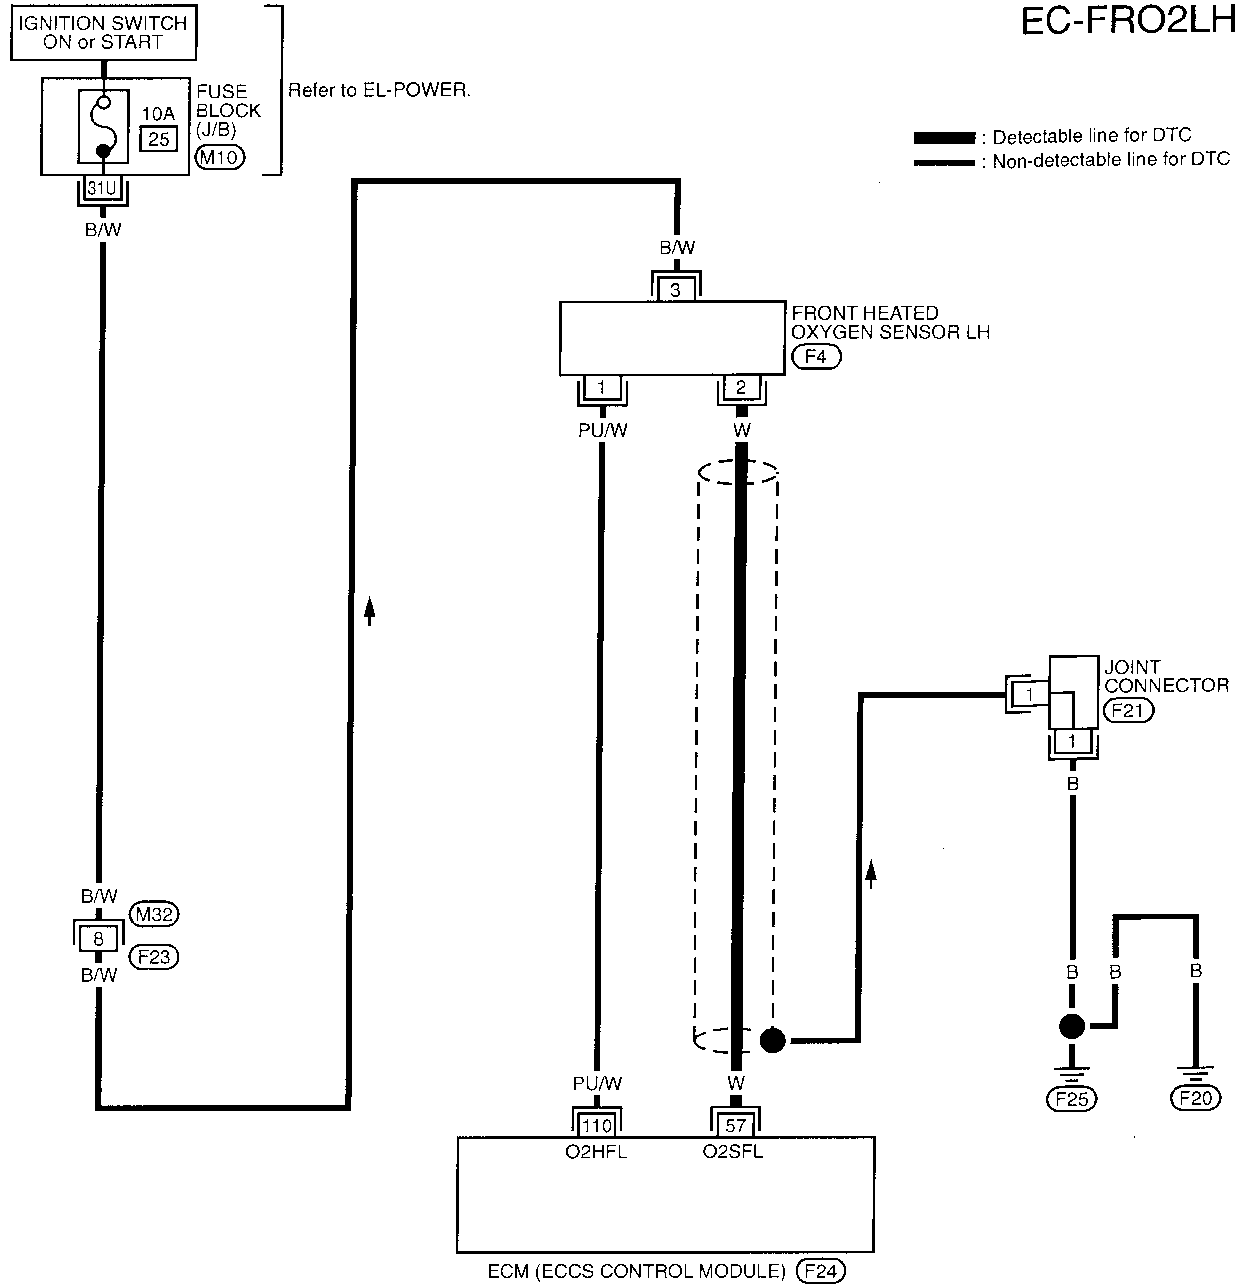 EC-FRO2LH
IGNITION SWITCH
ON or START
FUSE
BLOCK
(J/B)
M10
10A
25
Refer to EL-POWER.
: Detectable line for DTC
: Non-detectable line for DTC
31U
B/W
B/W
3
FRONT HEATED
OXYGEN SENSOR LH
F4
1
2
PU/W
W
JOINT
CONNECTOR
F21
1
1
B
B/W
M32
8
F23
B/W
B
B
B
F25
F20
PU/W
W
110
57
O2HFL
O2SFL
ECM (ECCS CONTROL MODULE)
F24